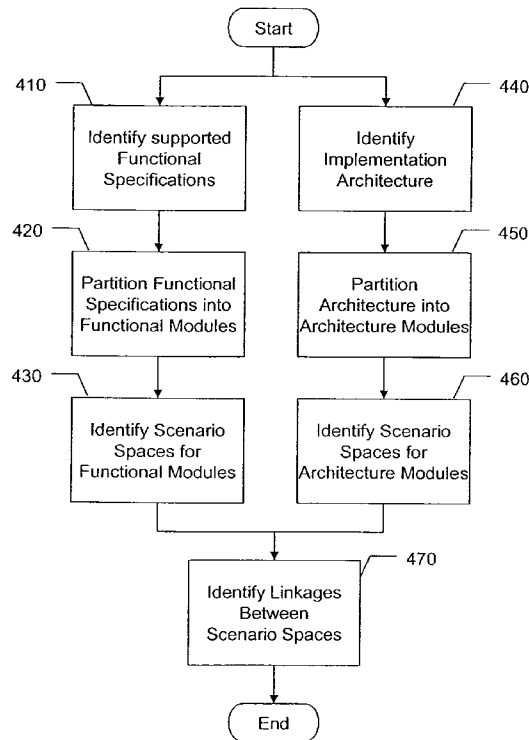 Start
410
Identify supported
Functional
Specifications
440
Identify
Implementation
Architecture
420
Partition Functional
Specifications into
Functional Modules
450
Partition
Architecture into
Architecture Modules
430
Identify Scenario
Spaces for
Functional Modules
460
Identify Scenario
Spaces for
Architecture Modules
470
Identify Linkages
Between
Scenario Spaces
End